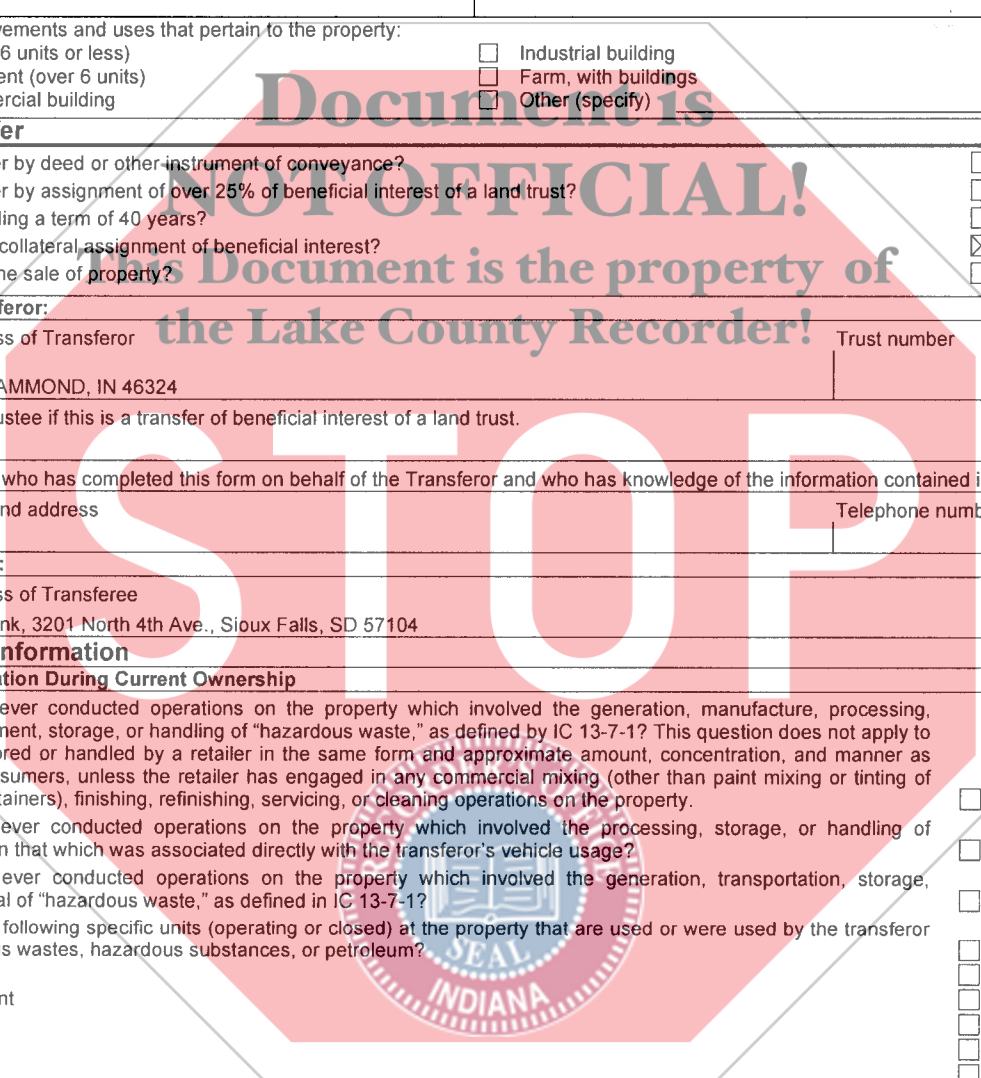 vements and uses that pertain to the property:
6 units or less)
☐ Industrial building
ent (over 6 units)
☐ Farm, with buildings
ercial building
☐ Other (specify)
Document is
er
r by deed or other instrument of conveyance?
r by assignment of over 25% of beneficial interest of a land trust?
NOT OFFICIAL!
ding a term of 40 years?
collateral assignment of beneficial interest?
ne sale of property?
This Document is the property of
feror:
the Lake County Recorder!
ss of Transferor
Trust number
AMMOND, IN 46324
ustee if this is a transfer of beneficial interest of a land trust.
STOP
who has completed this form on behalf of the Transferor and who has knowledge of the information contained i
nd address
Telephone numb
:
ss of Transferee
nk, 3201 North 4th Ave., Sioux Falls, SD 57104
nformation
tion During Current Ownership
ever conducted operations on the property which involved the generation, manufacture, processing,
ment, storage, or handling of “hazardous waste,” as defined by IC 13-7-1? This question does not apply to
ored or handled by a retailer in the same form and approximate amount, concentration, and manner as
nsumers, unless the retailer has engaged in any commercial mixing (other than paint mixing or tinting of
tainers), finishing, refinishing, servicing, or cleaning operations on the property.
ever conducted operations on the property which involved the processing, storage, or handling of
n that which was associated directly with the transferor's vehicle usage?
ever conducted operations on the property which involved the generation, transportation, storage,
al of “hazardous waste,” as defined in IC 13-7-1?
following specific units (operating or closed) at the property that are used or were used by the transferor
s wastes, hazardous substances, or petroleum?
nt
RECORDER'S OFFICE
SEAL
INDIANA